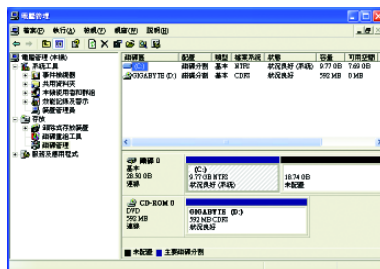 電腦管理
檔案(F) 執行(A) 檢視(V) 視窗(W) 說明(H)
電腦管理 (本機)
系統工具
事件檢視器
共用資料夾
本機使用者和群組
效能記錄及警示
裝置管理員
存放
卸除式存放裝置
磁碟重組工具
磁碟管理
服務及應用程式
磁碟區 配置 類型 檔案系統 狀態 容量 可用空間
(C:) 磁碟分割 基本 NTFS 狀況良好 (系統) 9.77 GB 7.69 GB
GIGABYTE (D:) 磁碟分割 基本 CDFS 狀況良好 592 MB 0 MB
磁碟 0
基本
28.50 GB
連線
(C:)
9.77 GB NTFS
狀況良好 (系統)
18.74 GB
未配置
CD-ROM 0
DVD
592 MB
連線
GIGABYTE (D:)
592 MB CDFS
狀況良好
未配置 主要磁碟分割